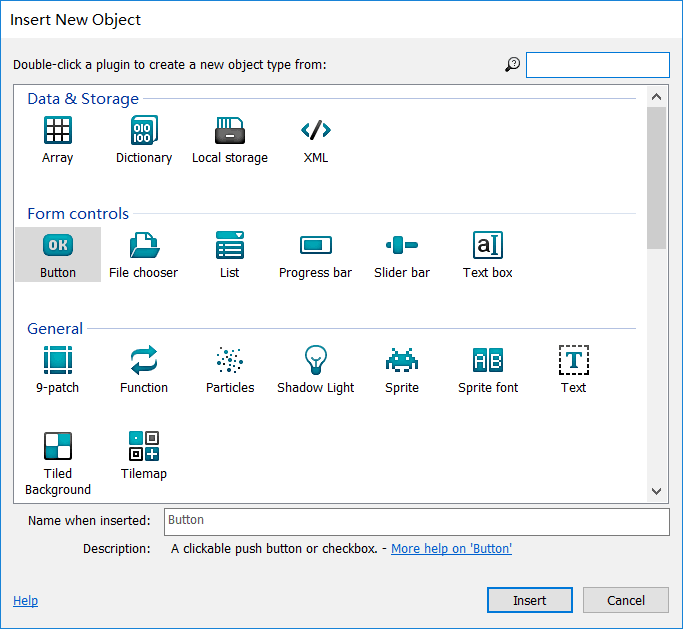 Insert New Object
Double-click a plugin to create a new object type from:
Data & Storage
Array Dictionary Local storage XML
Form controls
OK aI
Button File chooser List Progress bar Slider bar Text box
General
AB T
9-patch Function Particles Shadow Light Sprite Sprite font Text
Tiled Background Tilemap
Name when inserted: Button
Description: A clickable push button or checkbox. - More help on 'Button'
Help Insert Cancel